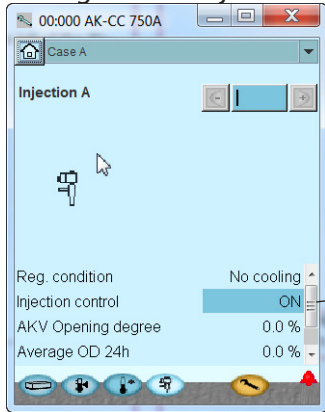 00:000 AK-CC 750A
Case A
Injection A
Reg. condition No cooling
Injection control ON
AKV Opening degree 0.0 %
Average OD 24h 0.0 %